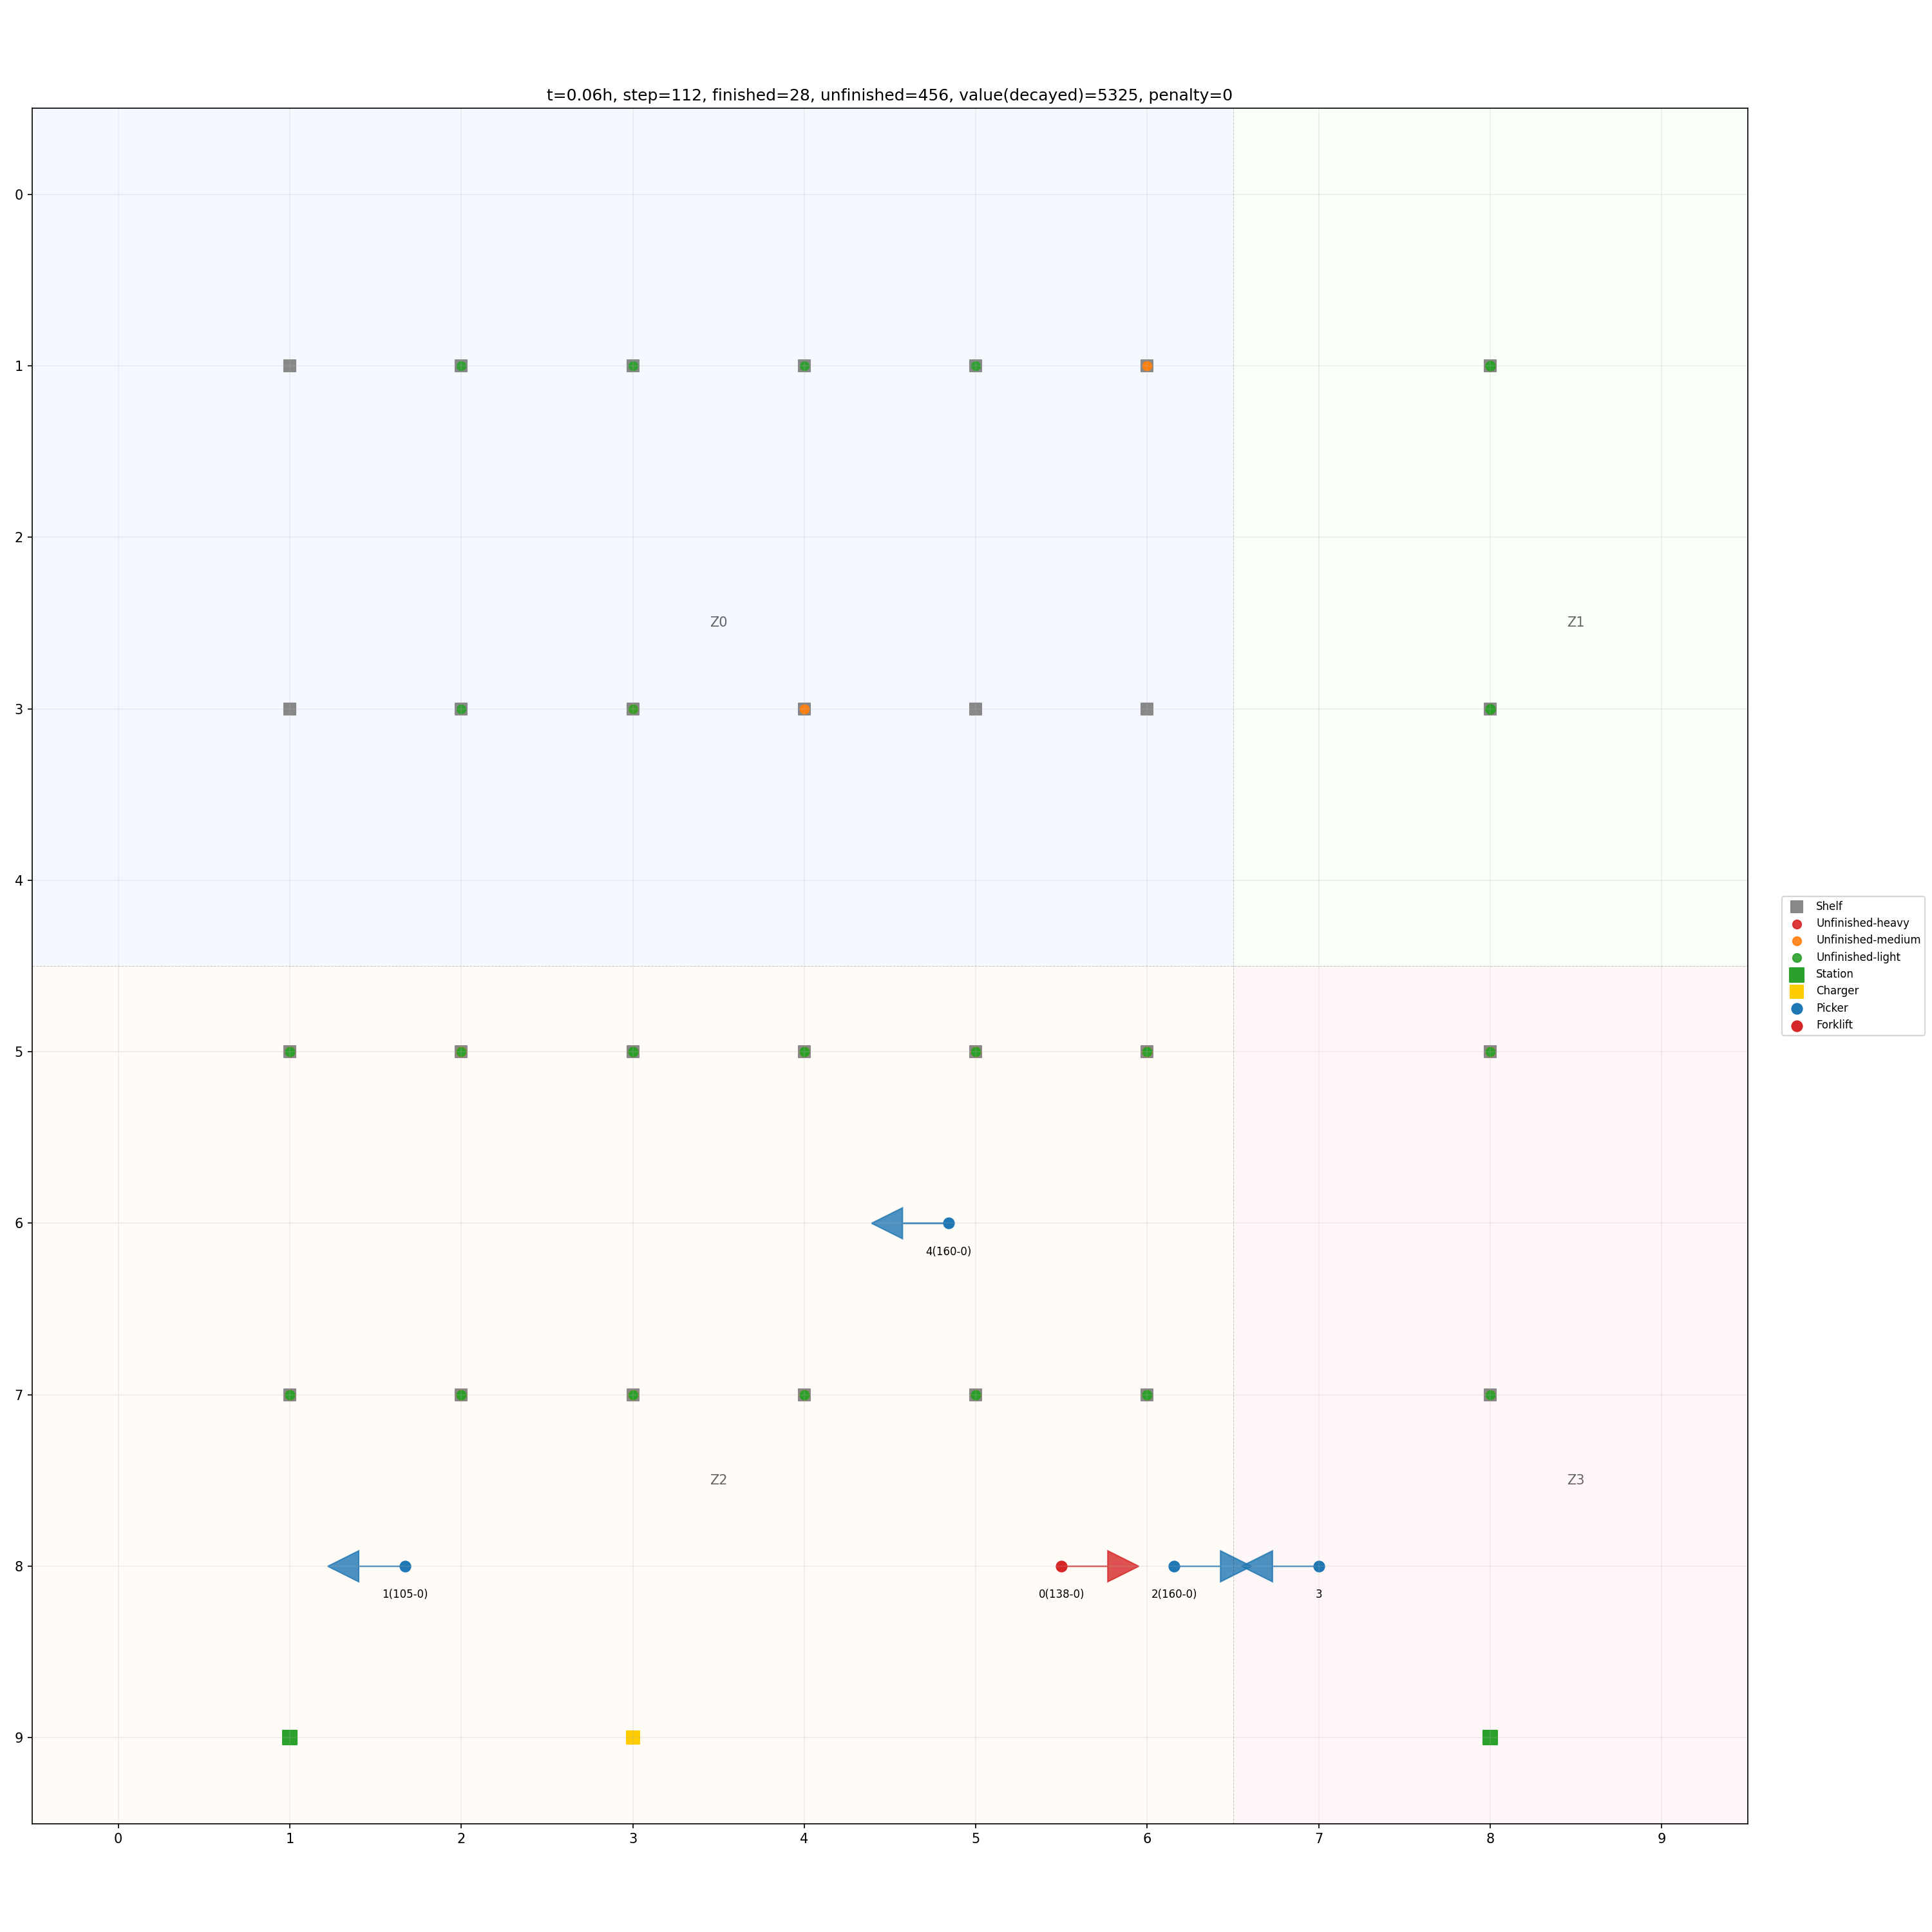 t=0.06h, step=112, finished=28, unfinished=456, value(decayed)=5325, penalty=0
0
1
2
Z0
Z1
3
4
Shelf
Unfinished-heavy
Unfinished-medium
Unfinished-light
Station
Charger
Picker
Forklift
5
6
4(160-0)
7
Z2
Z3
8
1(105-0)
0(138-0)
2(160-0)
3
9
0 1 2 3 4 5 6 7 8 9